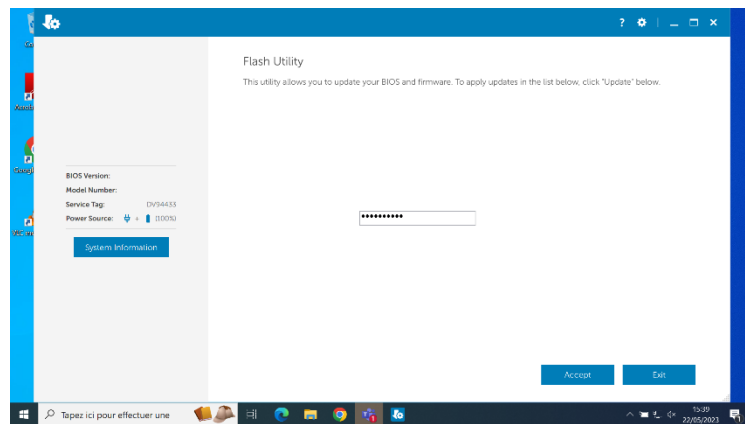 ?
Flash Utility
This utility allows you to update your BIOS and firmware. To apply updates in the list below, click "Update" below.
BIOS Version:
Model Number:
Service Tag: DV94433
Power Source: + (100%)
System Information
••••••••••
Accept Exit
Tapez ici pour effectuer une
15:39
22/05/2023